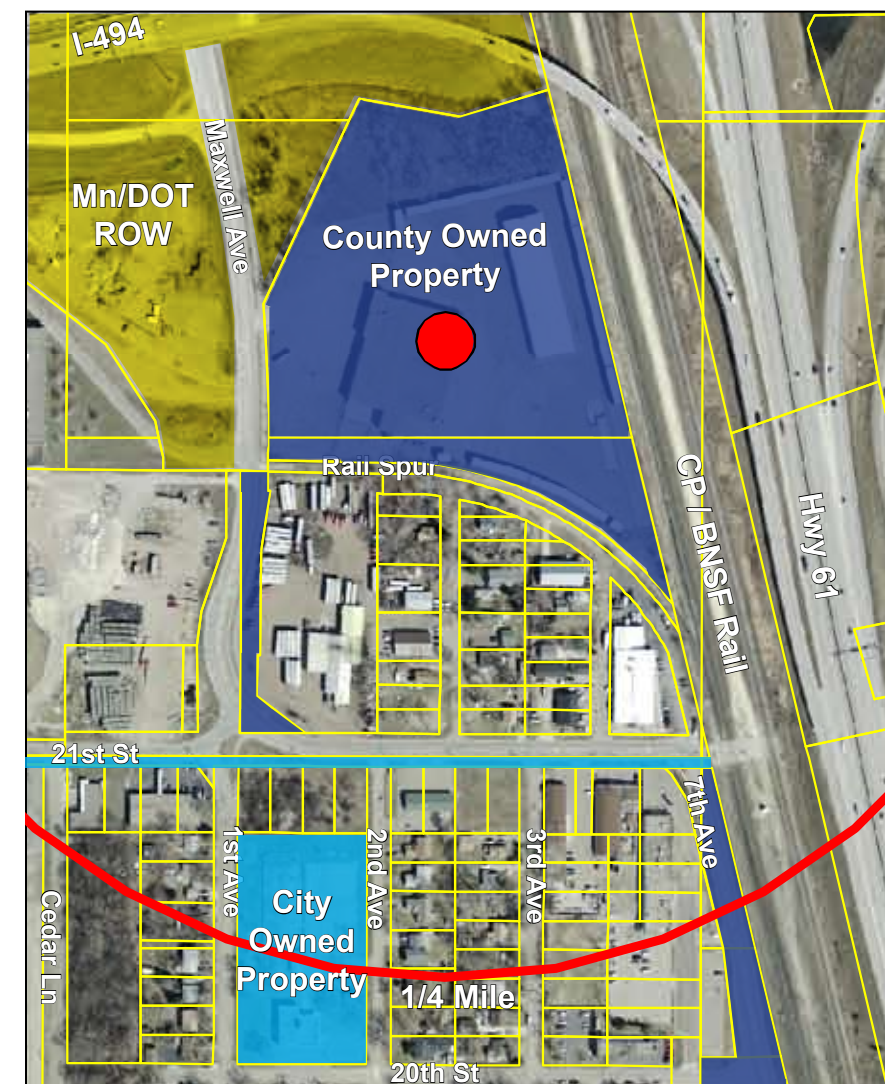 I-494
Maxwell Ave
Mn/DOT
ROW
County Owned
Property
Rail Spur
CP / BNSF Rail
Hwy 61
21st St
7th Ave
1st Ave
2nd Ave
3rd Ave
Cedar Ln
City
Owned
Property
1/4 Mile
20th St